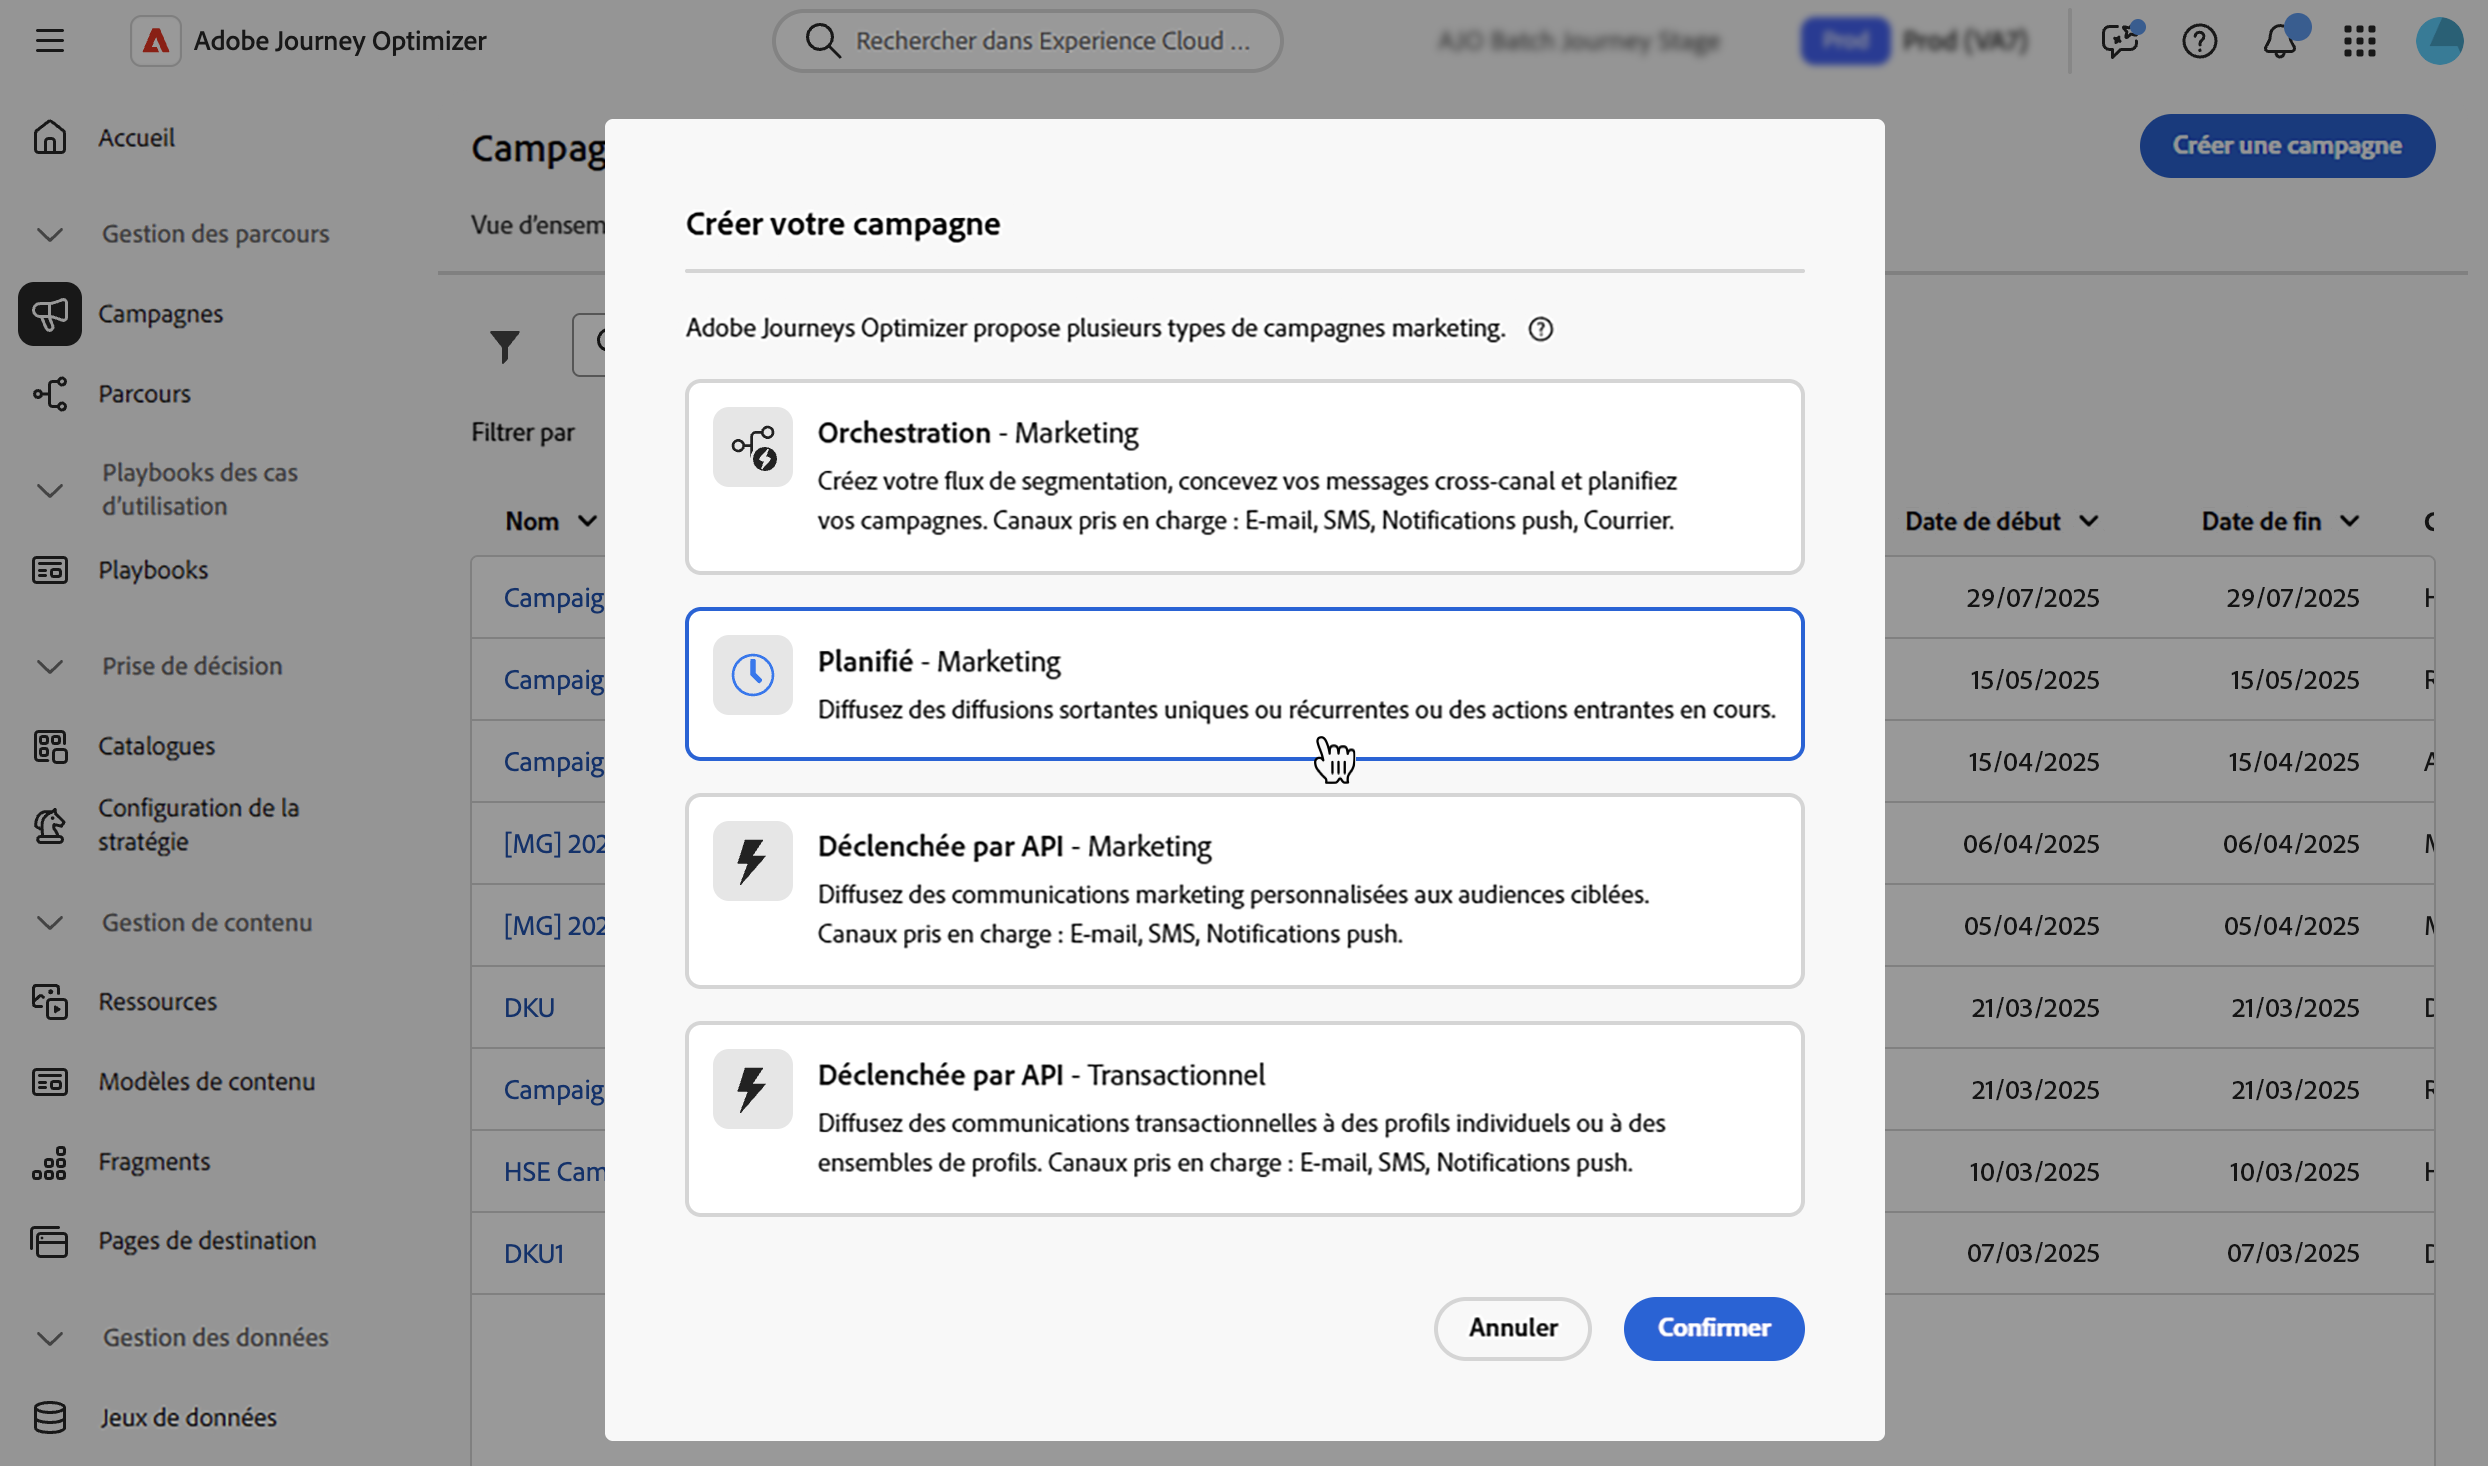 Adobe Journey Optimizer
Rechercher dans Experience Cloud ...
AJO Batch Journey Stage
Prod
Prod (VA7)
Accueil
Gestion des parcours
Campagnes
Parcours
Playbooks des cas
d'utilisation
Playbooks
Prise de décision
Catalogues
Configuration de la
stratégie
Gestion de contenu
Ressources
Modèles de contenu
Fragments
Pages de destination
Gestion des données
Jeux de données
Campag
Créer une campagne
Vue d'ensem
Filtrer par
Nom
Date de début
Date de fin
Campaig
29/07/2025
29/07/2025
Campaig
15/05/2025
15/05/2025
Campaig
15/04/2025
15/04/2025
[MG] 202
06/04/2025
06/04/2025
[MG] 202
05/04/2025
05/04/2025
DKU
21/03/2025
21/03/2025
Campaig
21/03/2025
21/03/2025
HSE Cam
10/03/2025
10/03/2025
DKU1
07/03/2025
07/03/2025
Créer votre campagne
Adobe Journeys Optimizer propose plusieurs types de campagnes marketing.
Orchestration - Marketing
Créez votre flux de segmentation, concevez vos messages cross-canal et planifiez
vos campagnes. Canaux pris en charge : E-mail, SMS, Notifications push, Courrier.
Planifié - Marketing
Diffusez des diffusions sortantes uniques ou récurrentes ou des actions entrantes en cours.
Déclenchée par API - Marketing
Diffusez des communications marketing personnalisées aux audiences ciblées.
Canaux pris en charge : E-mail, SMS, Notifications push.
Déclenchée par API - Transactionnel
Diffusez des communications transactionnelles à des profils individuels ou à des
ensembles de profils. Canaux pris en charge : E-mail, SMS, Notifications push.
Annuler
Confirmer